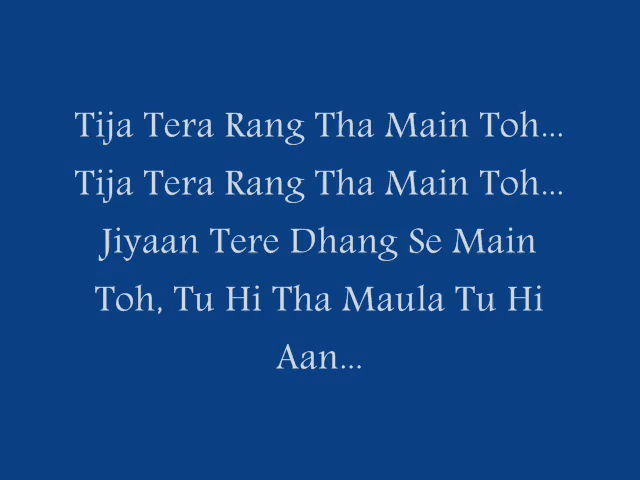 Tija Tera Rang Tha Main Toh...
Tija Tera Rang Tha Main Toh...
Jiyaan Tere Dhang Se Main
Toh, Tu Hi Tha Maula Tu Hi
Aan...